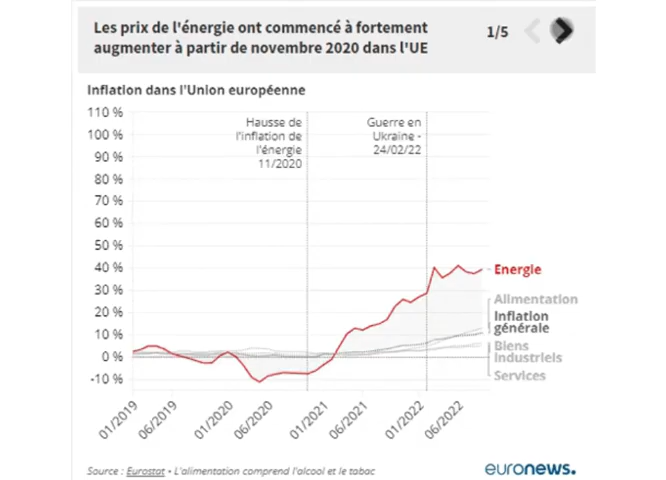 Les prix de l'énergie ont commencé à fortement
augmenter à partir de novembre 2020 dans l'UE
1/5
Inflation dans l'Union européenne
110 %
100 %
90 %
80 %
70 %
60 %
50 %
40 %
30 %
20 %
10 %
0 %
-10 %
Hausse de
l'inflation de
l'énergie
11/2020
Guerre en
Ukraine -
24/02/22
Energie
Alimentation
Inflation
générale
Biens
industriels
Services
01/2019
06/2019
01/2020
06/2020
01/2021
06/2021
01/2022
06/2022
Source : Eurostat • L'alimentation comprend l'alcool et le tabac
euronews.